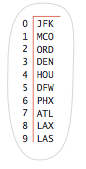 0 JFK
1 MCO
2 ORD
3 DEN
4 HOU
5 DFW
6 PHX
7 ATL
8 LAX
9 LAS